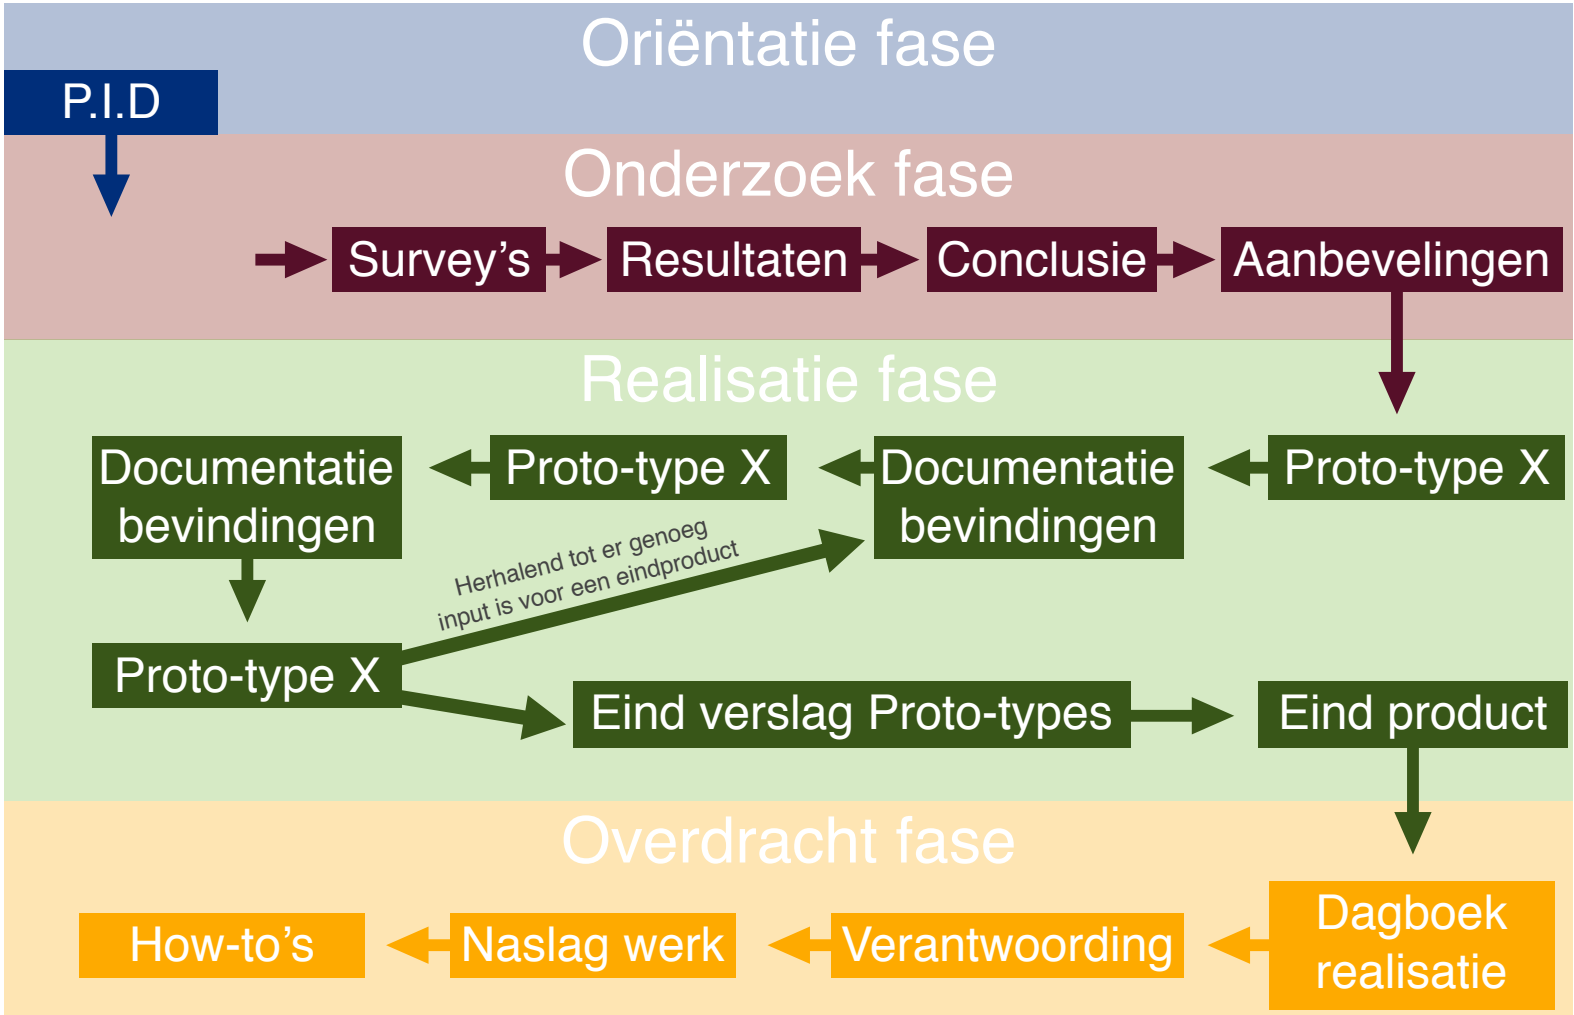 Oriëntatie fase
P.I.D
Onderzoek fase
Survey’s
Resultaten
Conclusie
Aanbevelingen
Realisatie fase
Proto-type X
Documentatie
bevindingen
Proto-type X
Documentatie
bevindingen
Herhalend tot er genoeg
input is voor een eindproduct
Proto-type X
Eind verslag Proto-types
Eind product
Overdracht fase
Dagboek
realisatie
Verantwoording
Naslag werk
How-to’s